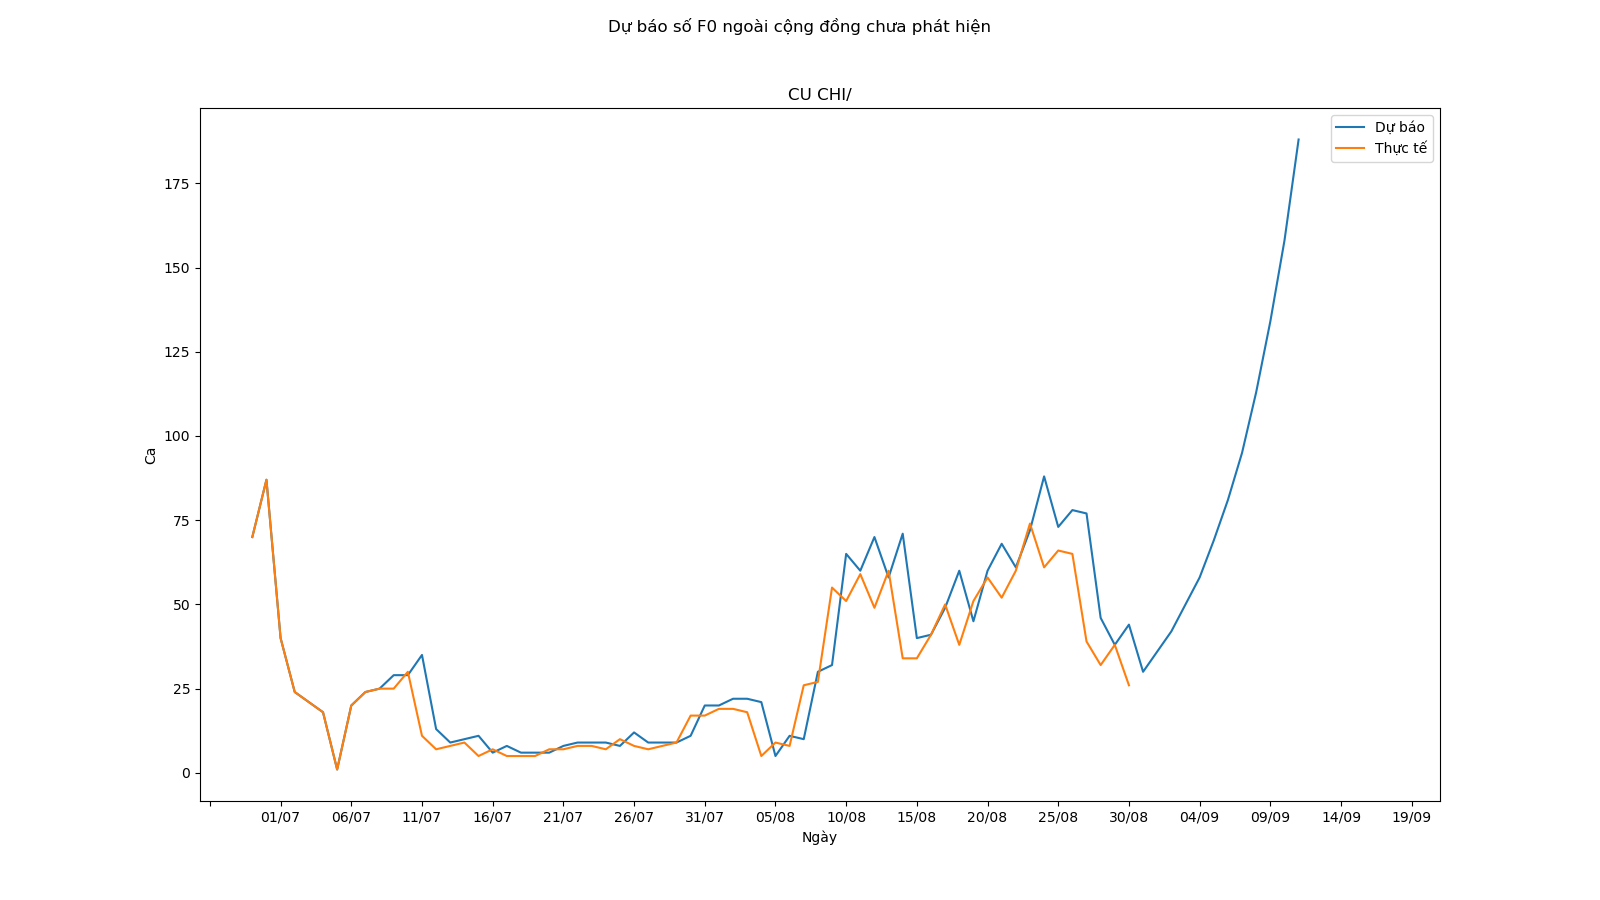 Dự báo số F0 ngoài cộng đồng chưa phát hiện
CU CHI/
Dự báo
Thực tế
175
150
125
100
75
50
25
0
Ca
01/07 06/07 11/07 16/07 21/07 26/07 31/07 05/08 10/08 15/08 20/08 25/08 30/08 04/09 09/09 14/09 19/09
Ngày